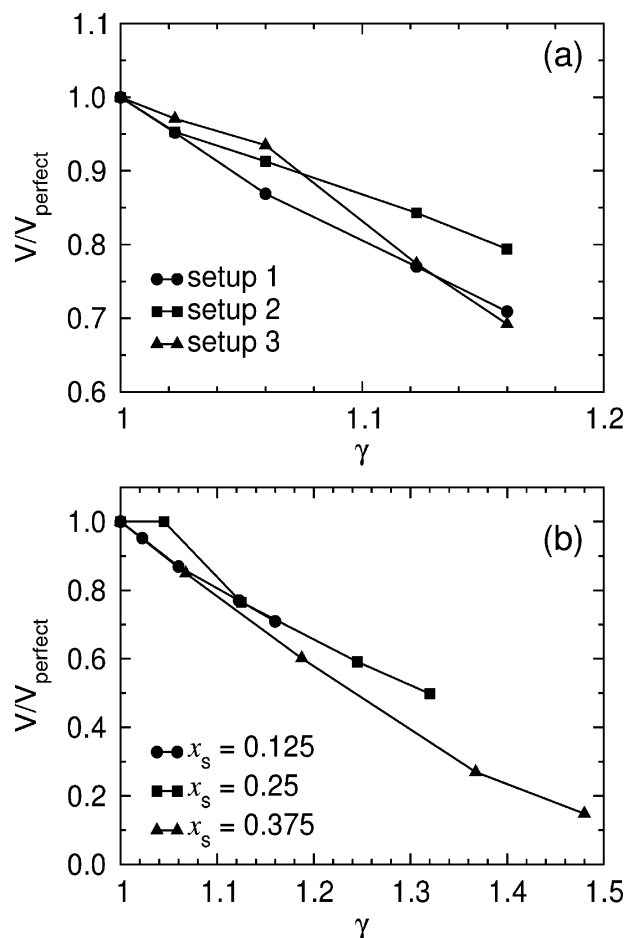 1.1
(a)
1.0
0.9
V/V_perfect
0.8
setup 1
setup 2
0.7
setup 3
0.6
1 1.1 1.2
γ
1.0
(b)
0.8
0.6
V/V_perfect
0.4
x_s = 0.125
x_s = 0.25
0.2
x_s = 0.375
0.0
1 1.1 1.2 1.3 1.4 1.5
γ